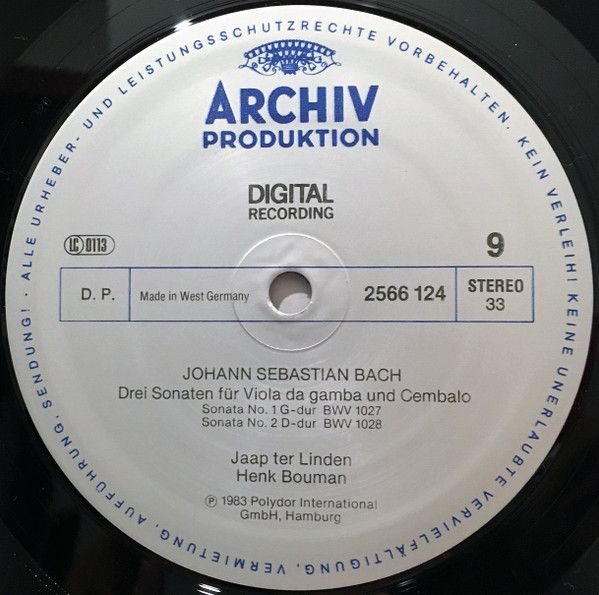 ALLE URHEBER- UND LEISTUNGSSCHUTZRECHTE VORBEHALTEN. KEIN VERLEIH! KEINE UNERLAUBTE VERVIELFÄLTIGUNG, VERMIETUNG, AUFFÜHRUNG, SENDUNG! ·
ARCHIV
PRODUKTION
DIGITAL
RECORDING
LC 0113
9
D. P.
Made in West Germany
2566 124
STEREO
33
JOHANN SEBASTIAN BACH
Drei Sonaten für Viola da gamba und Cembalo
Sonata No. 1 G-dur BWV 1027
Sonata No. 2 D-dur BWV 1028
Jaap ter Linden
Henk Bouman
℗ 1983 Polydor International
GmbH, Hamburg